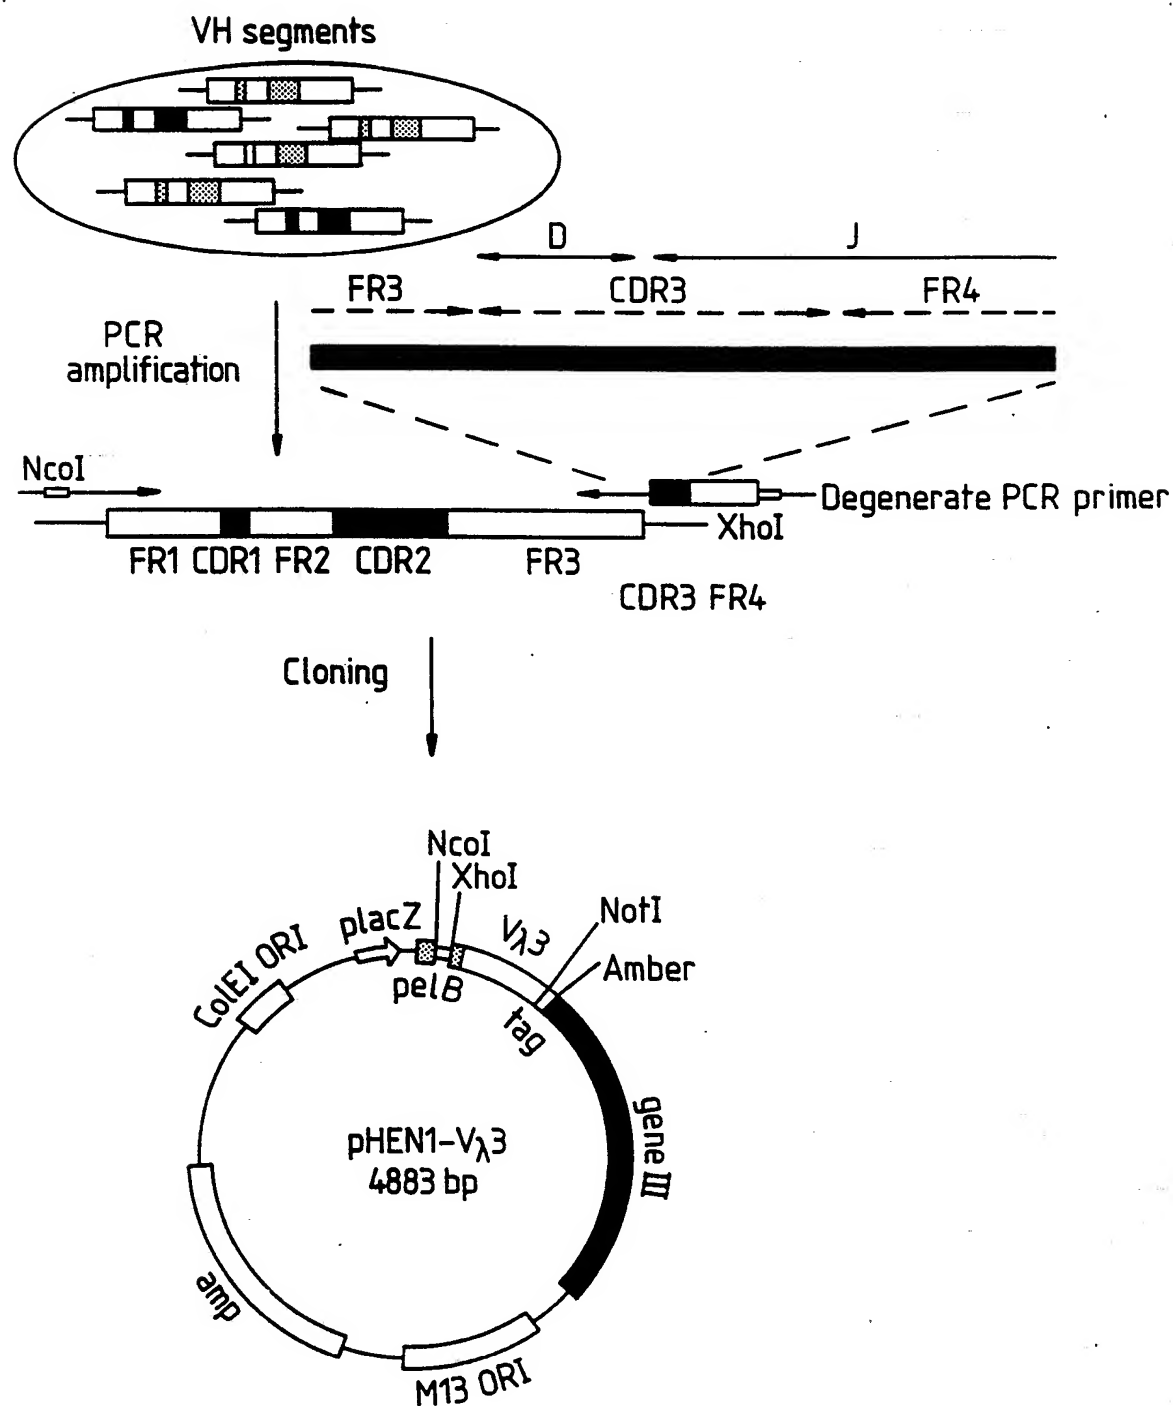 VH segments
D
J
FR3
CDR3
FR4
PCR
amplification
NcoI
Degenerate PCR primer
XhoI
FR1 CDR1 FR2 CDR2 FR3
CDR3 FR4
Cloning
NcoI
XhoI
NotI
Amber
placZ
Vλ3
ColEI ORI
pelB
tag
gene III
pHEN1-Vλ3
4883 bp
amp
M13 ORI